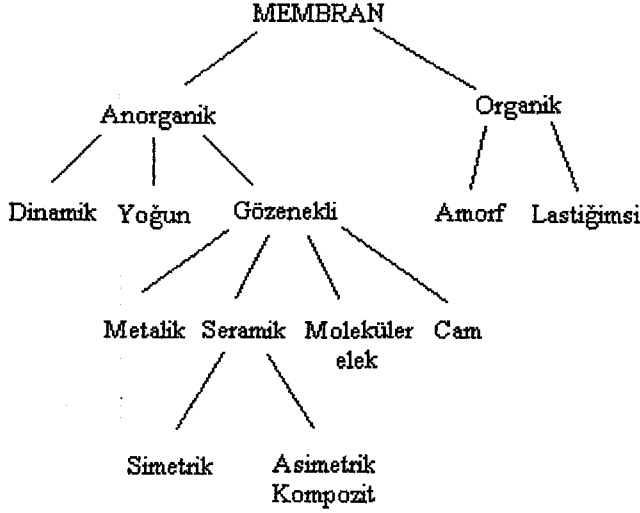 MEMBRAN
Anorganik
Organik
Dinamik
Yoğun
Gözenekli
Amorf
Lastiğimsi
Metalik
Seramik
Moleküler
elek
Cam
Simetrik
Asimetrik
Kompozit